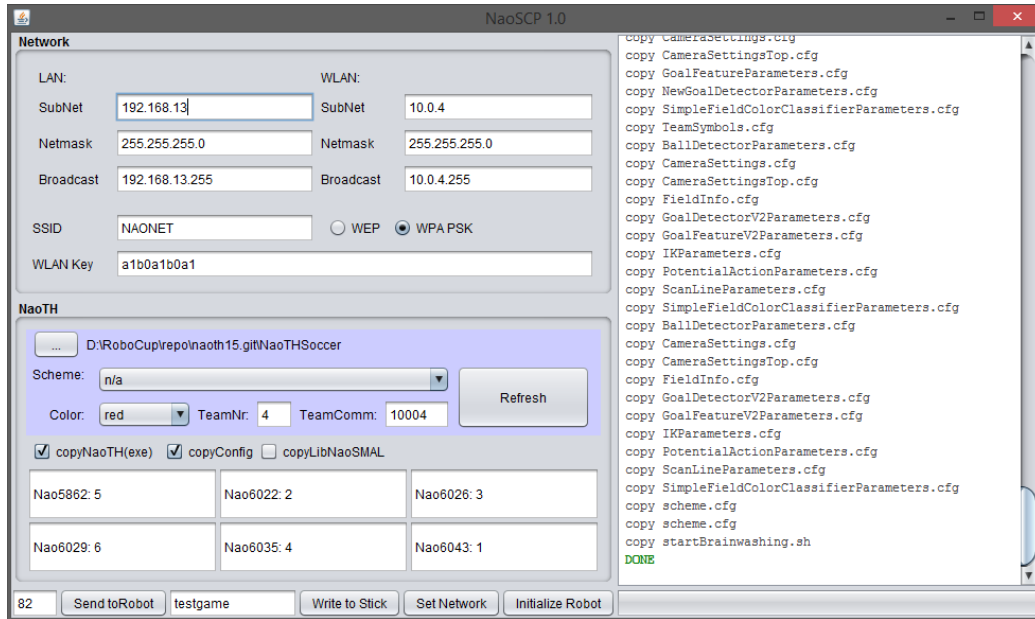 NaoSCP 1.0
Network
LAN: WLAN:
SubNet 192.168.13 SubNet 10.0.4
Netmask 255.255.255.0 Netmask 255.255.255.0
Broadcast 192.168.13.255 Broadcast 10.0.4.255
SSID NAONET WEP WPA PSK
WLAN Key a1b0a1b0a1
NaoTH
... D:\RoboCup\repo\naoth15.git\NaoTHSoccer
Scheme: n/a
Refresh
Color: red TeamNr: 4 TeamComm: 10004
copyNaoTH(exe) copyConfig copyLibNaoSMAL
Nao5862: 5 Nao6022: 2 Nao6026: 3
Nao6029: 6 Nao6035: 4 Nao6043: 1
82 Send toRobot testgame Write to Stick Set Network Initialize Robot
copy CameraSettings.cfg
copy CameraSettingsTop.cfg
copy GoalFeatureParameters.cfg
copy NewGoalDetectorParameters.cfg
copy SimpleFieldColorClassifierParameters.cfg
copy TeamSymbols.cfg
copy BallDetectorParameters.cfg
copy CameraSettings.cfg
copy CameraSettingsTop.cfg
copy FieldInfo.cfg
copy GoalDetectorV2Parameters.cfg
copy GoalFeatureV2Parameters.cfg
copy IKParameters.cfg
copy PotentialActionParameters.cfg
copy ScanLineParameters.cfg
copy SimpleFieldColorClassifierParameters.cfg
copy BallDetectorParameters.cfg
copy CameraSettings.cfg
copy CameraSettingsTop.cfg
copy FieldInfo.cfg
copy GoalDetectorV2Parameters.cfg
copy GoalFeatureV2Parameters.cfg
copy IKParameters.cfg
copy PotentialActionParameters.cfg
copy ScanLineParameters.cfg
copy SimpleFieldColorClassifierParameters.cfg
copy scheme.cfg
copy scheme.cfg
copy startBrainwashing.sh
DONE